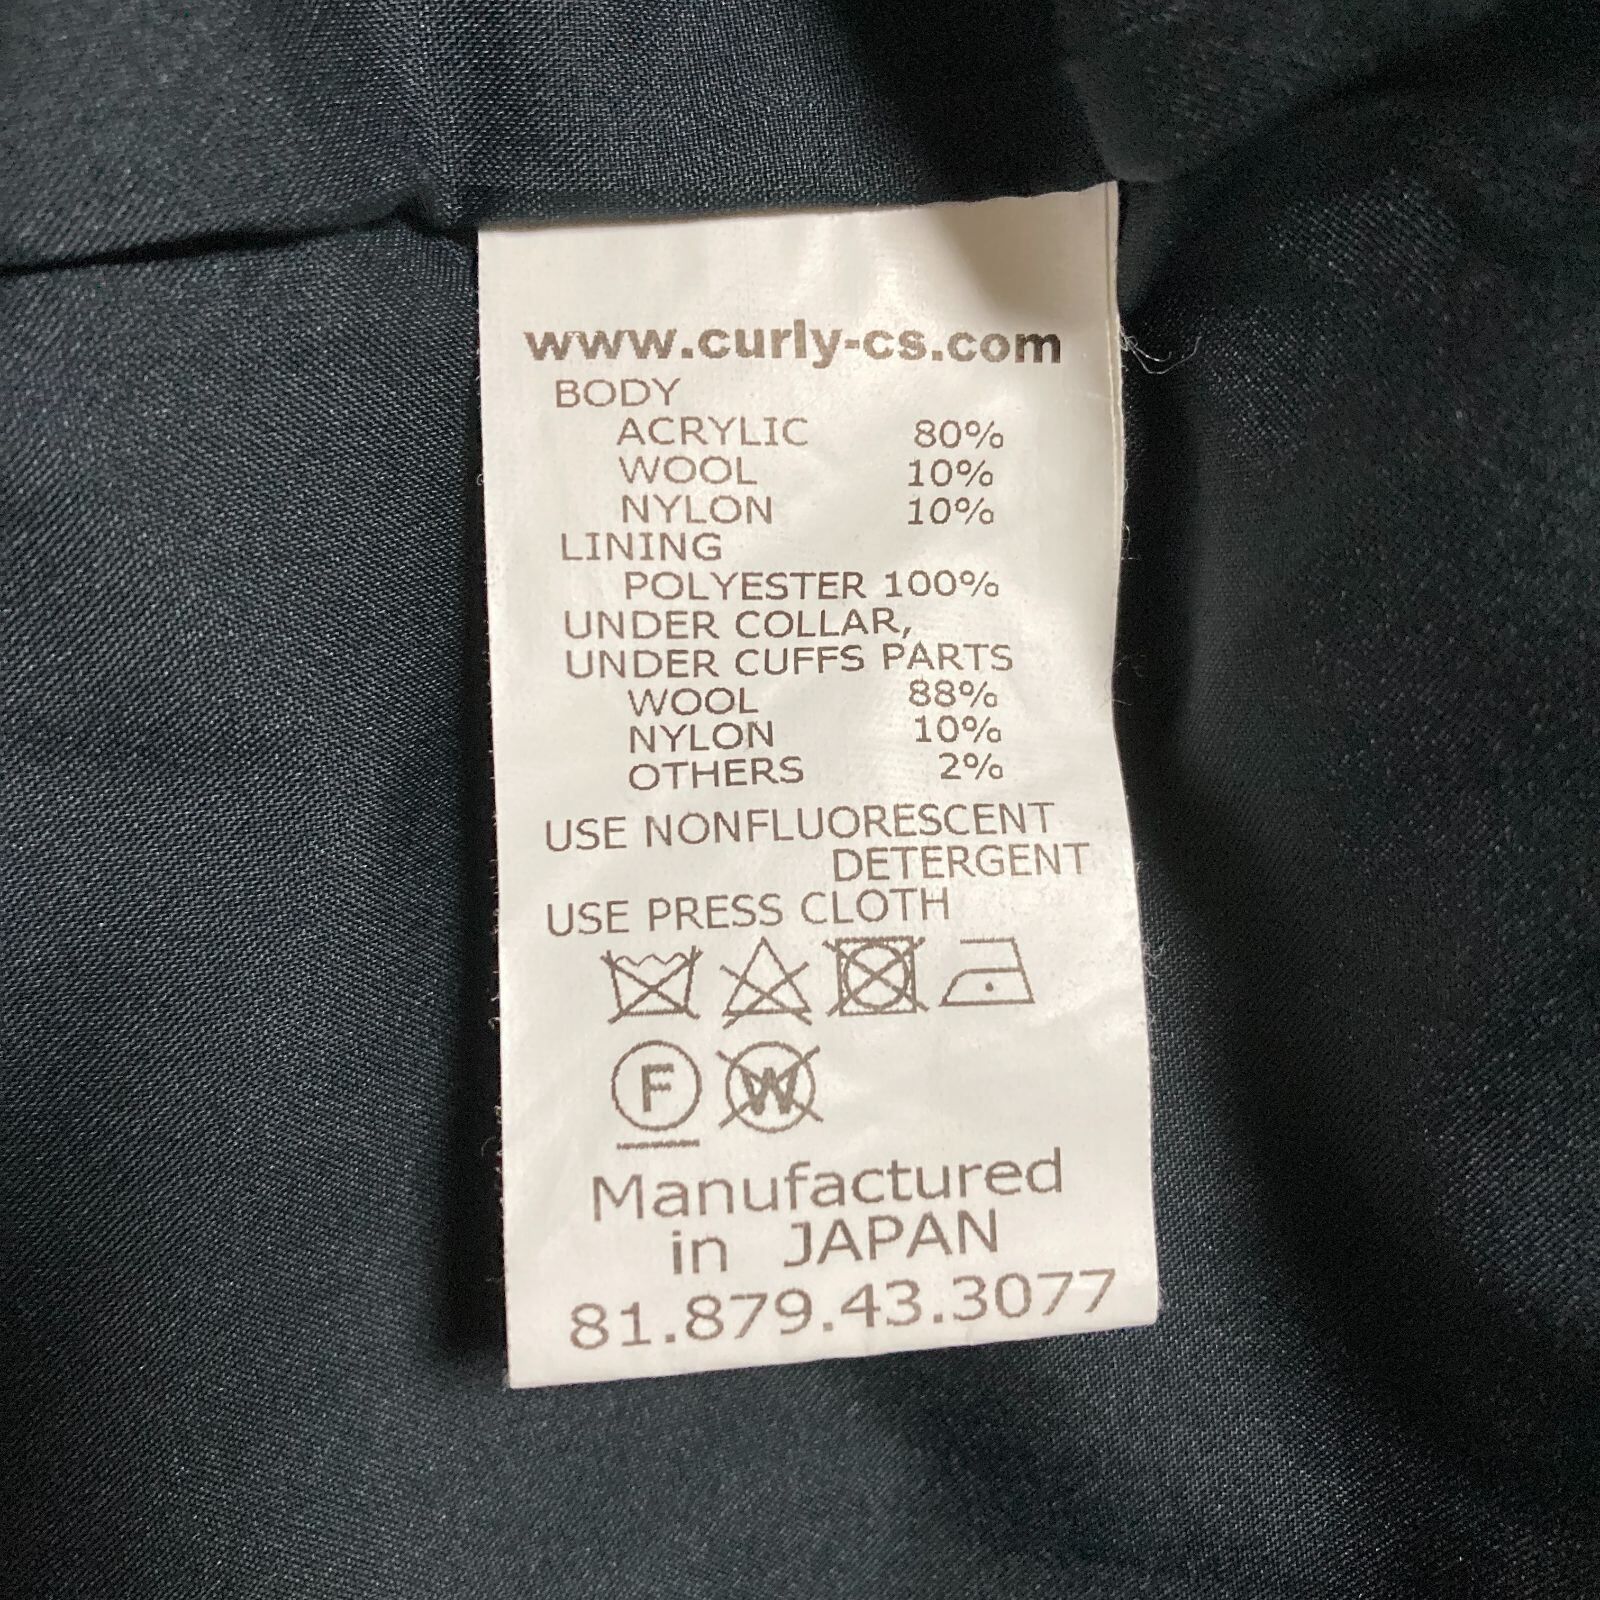 www.curly-cs.com
BODY
ACRYLIC 80%
WOOL 10%
NYLON 10%
LINING
POLYESTER 100%
UNDER COLLAR,
UNDER CUFFS PARTS
WOOL 88%
NYLON 10%
OTHERS 2%
USE NONFLUORESCENT
DETERGENT
USE PRESS CLOTH
F W
Manufactured
in JAPAN
81.879.43.3077